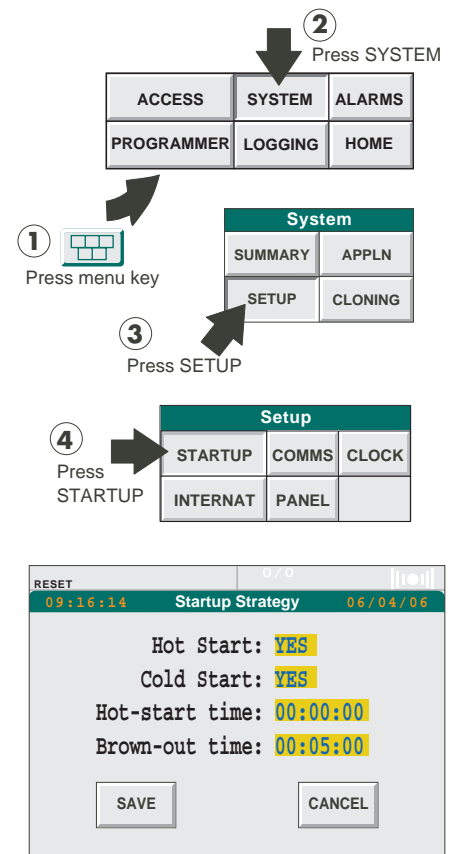 2
Press SYSTEM
ACCESS SYSTEM ALARMS
PROGRAMMER LOGGING HOME
1
Press menu key
System
SUMMARY APPLN
SETUP CLONING
3
Press SETUP
4
Press
STARTUP
Setup
STARTUP COMMS CLOCK
INTERNAT PANEL
RESET 0/0
09:16:14 Startup Strategy 06/04/06
Hot Start: YES
Cold Start: YES
Hot-start time: 00:00:00
Brown-out time: 00:05:00
SAVE CANCEL